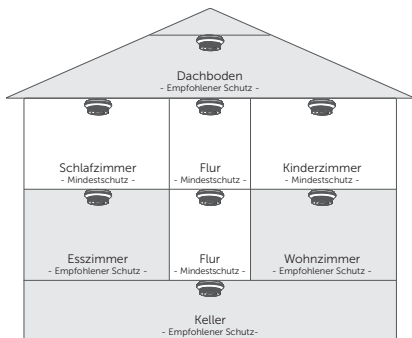 Dachboden
- Empfohlener Schutz -
Schlafzimmer
- Mindestschutz -
Flur
- Mindestschutz -
Kinderzimmer
- Mindestschutz -
Esszimmer
- Empfohlener Schutz -
Flur
- Mindestschutz -
Wohnzimmer
- Empfohlener Schutz -
Keller
- Empfohlener Schutz-